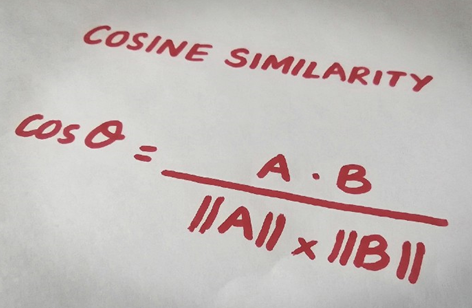 COSINE SIMILARITY
cos θ = A · B
||A|| x ||B||